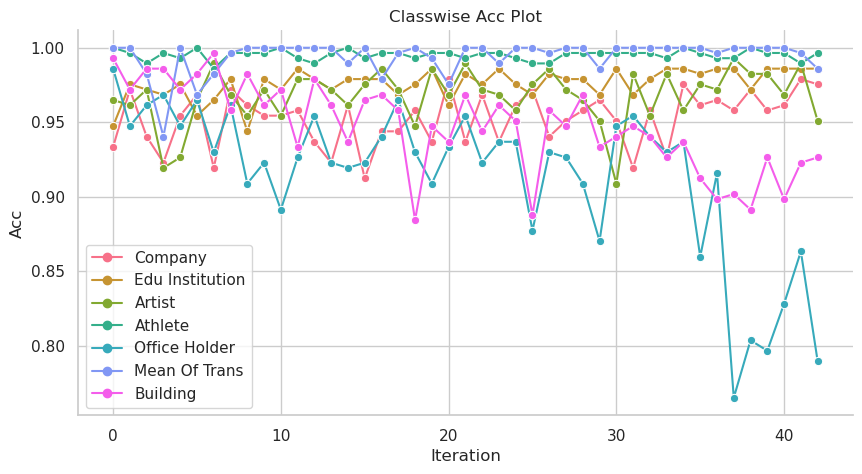 Classwise Acc Plot
1.00
0.95
0.90
0.85
0.80
Acc
Company
Edu Institution
Artist
Athlete
Office Holder
Mean Of Trans
Building
0 10 20 30 40
Iteration